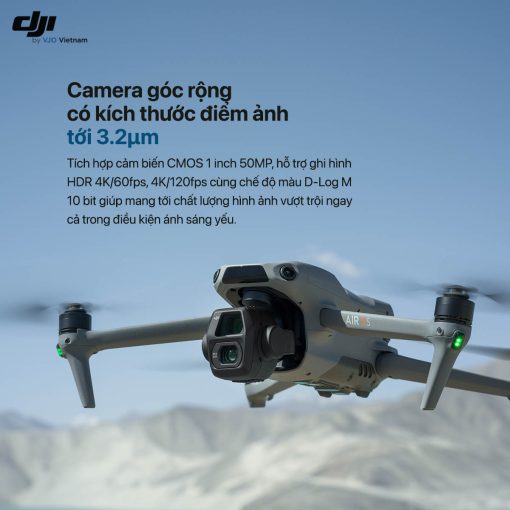 dji
by VJO Vietnam
Camera góc rộng
có kích thước điểm ảnh
tới 3.2μm
Tích hợp cảm biến CMOS 1 inch 50MP, hỗ trợ ghi hình
HDR 4K/60fps, 4K/120fps cùng chế độ màu D-Log M
10 bit giúp mang tới chất lượng hình ảnh vượt trội ngay
cả trong điều kiện ánh sáng yếu.
AIR 3S